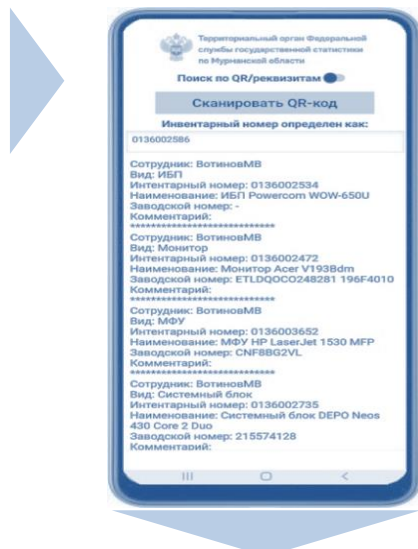 Территориальный орган Федеральной
службы государственной статистики
по Мурманской области
Поиск по QR/реквизитам
Сканировать QR-код
Инвентарный номер определен как:
0136002586
Сотрудник: ВотиновМВ
Вид: ИБП
Интентарный номер: 0136002534
Наименование: ИБП Powercom WOW-650U
Заводской номер: -
Комментарий:
*****************************
Сотрудник: ВотиновМВ
Вид: Монитор
Интентарный номер: 0136002472
Наименование: Монитор Acer V193Bdm
Заводской номер: ETLDQOCO248281 196F4010
Комментарий:
*****************************
Сотрудник: ВотиновМВ
Вид: МФУ
Интентарный номер: 0136003652
Наименование: МФУ HP LaserJet 1530 MFP
Заводской номер: CNF8BG2VL
Комментарий:
*****************************
Сотрудник: ВотиновМВ
Вид: Системный блок
Интентарный номер: 0136002735
Наименование: Системный блок DEPO Neos
430 Core 2 Duo
Заводской номер: 215574128
Комментарий: